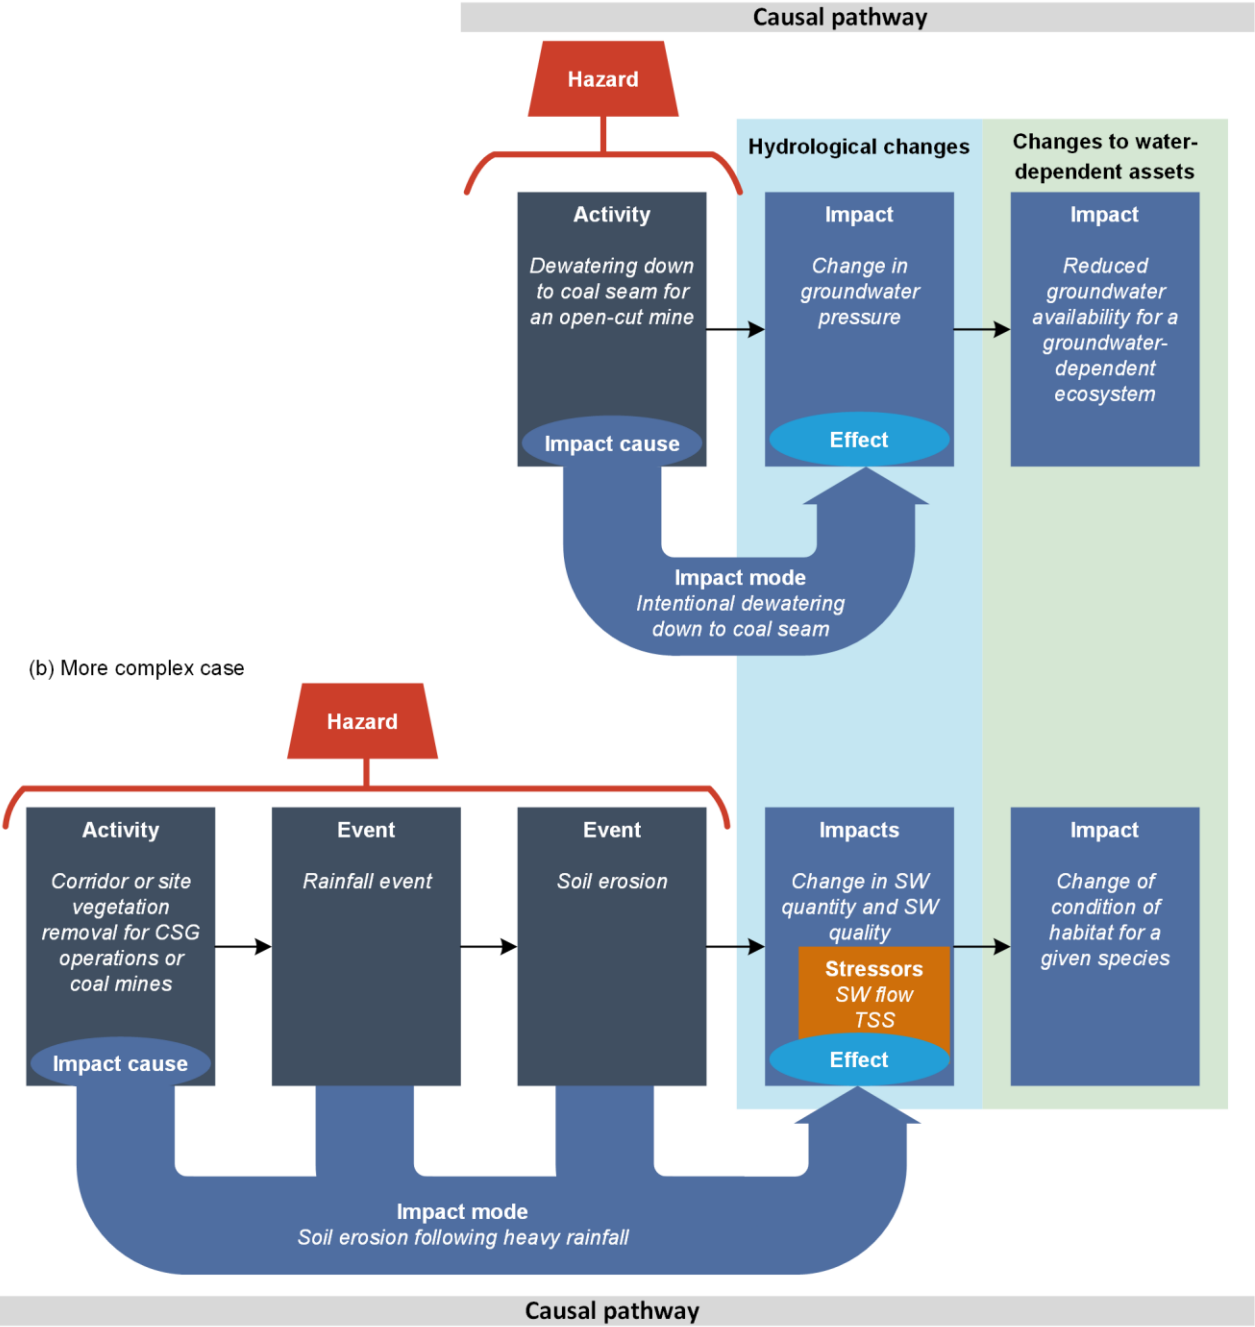 Causal pathway
Hazard
Hydrological changes
Changes to water-
dependent assets
Activity
Dewatering down
to coal seam for
an open-cut mine
Impact cause
Impact
Change in
groundwater
pressure
Effect
Impact
Reduced
groundwater
availability for a
groundwater-
dependent
ecosystem
Impact mode
Intentional dewatering
down to coal seam
(b) More complex case
Hazard
Activity
Corridor or site
vegetation
removal for CSG
operations or
coal mines
Impact cause
Event
Rainfall event
Event
Soil erosion
Impacts
Change in SW
quantity and SW
quality
Stressors
SW flow
TSS
Effect
Impact
Change of
condition of
habitat for a
given species
Impact mode
Soil erosion following heavy rainfall
Causal pathway